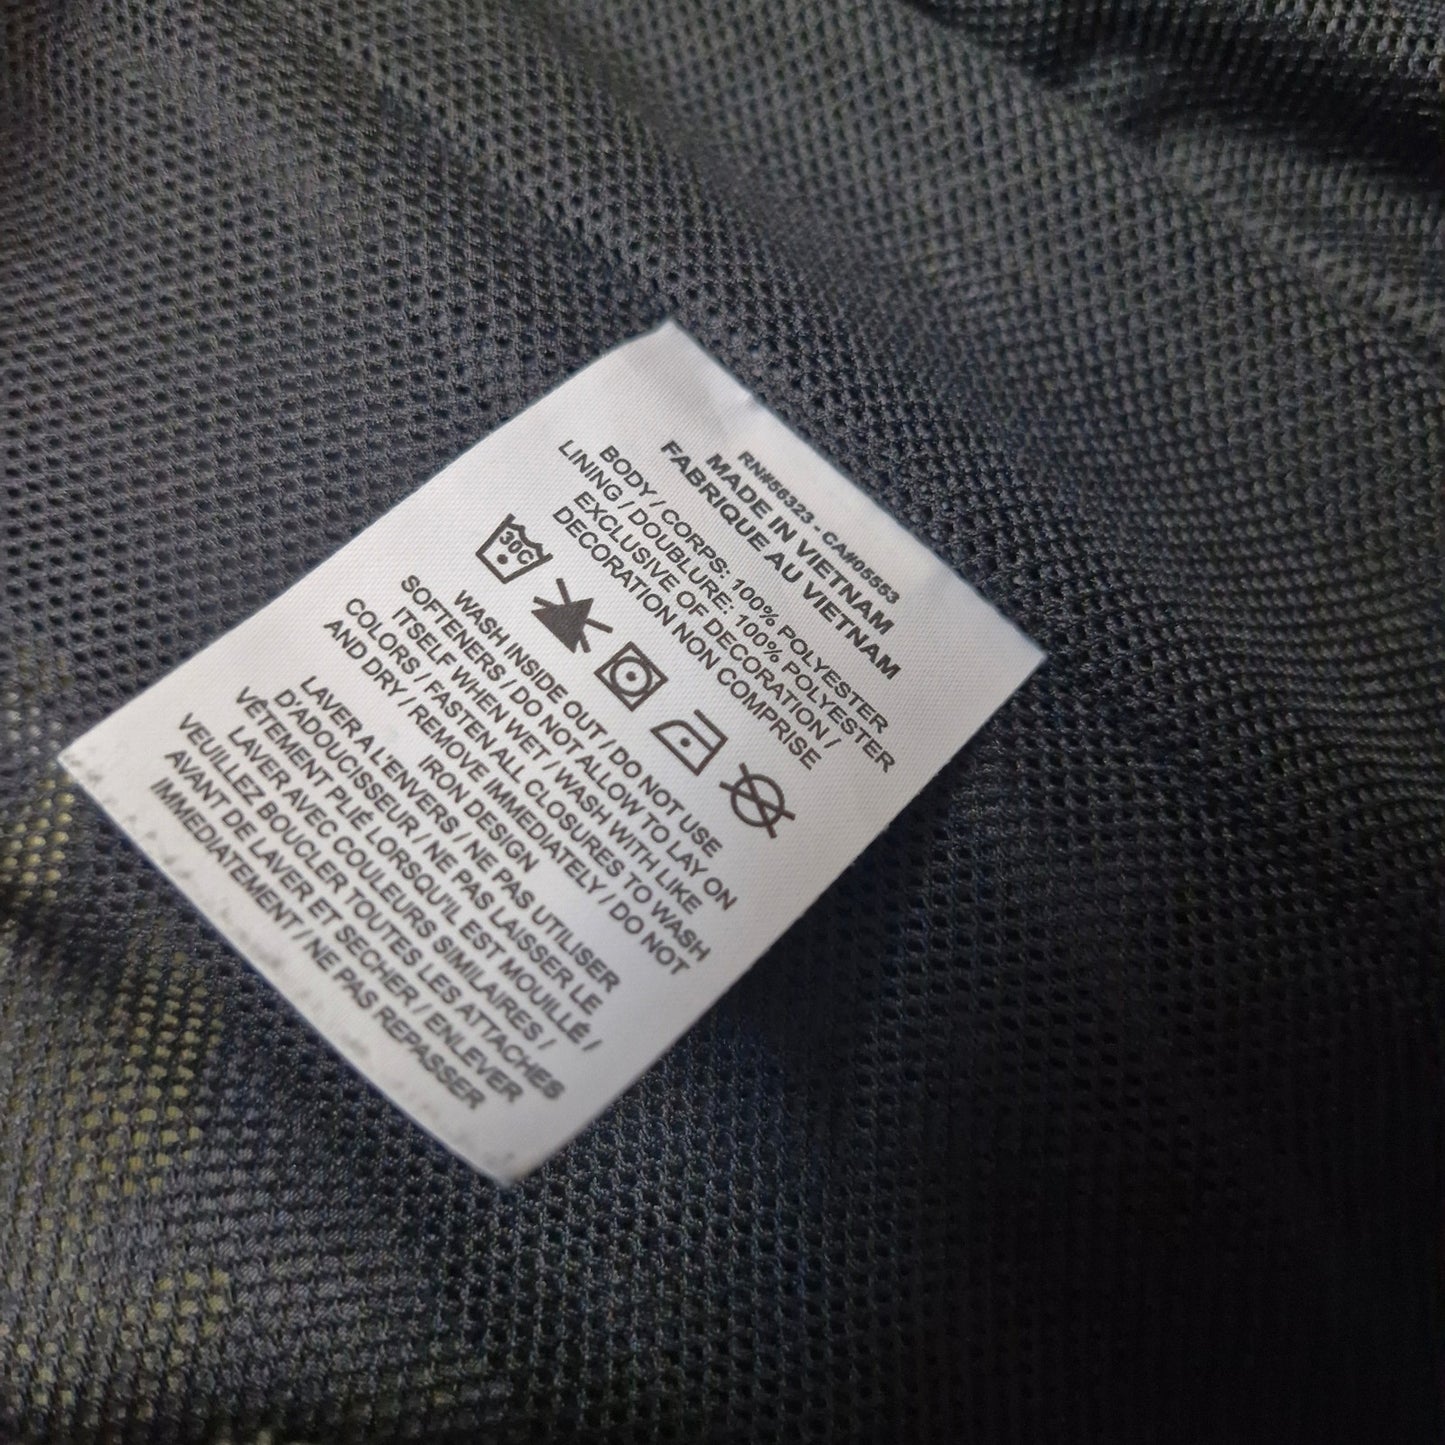 RN#56323 - CA#05553
MADE IN VIETNAM
FABRIQUE AU VIETNAM
BODY / CORPS: 100% POLYESTER
LINING / DOUBLURE: 100% POLYESTER
EXCLUSIVE OF DECORATION /
DECORATION NON COMPRISE
30C
WASH INSIDE OUT / DO NOT USE
SOFTENERS / DO NOT ALLOW TO LAY ON
ITSELF WHEN WET / WASH WITH LIKE
COLORS / FASTEN ALL CLOSURES TO WASH
AND DRY / REMOVE IMMEDIATELY / DO NOT
IRON DESIGN
LAVER A L'ENVERS / NE PAS UTILISER
D'ADOUCISSEUR / NE PAS LAISSER LE
VÊTEMENT PLIÉ LORSQU'IL EST MOUILLÉ /
LAVER AVEC COULEURS SIMILAIRES /
VEUILLEZ BOUCLER TOUTES LES ATTACHES
AVANT DE LAVER ET SECHER / ENLEVER
IMMEDIATEMENT / NE PAS REPASSER